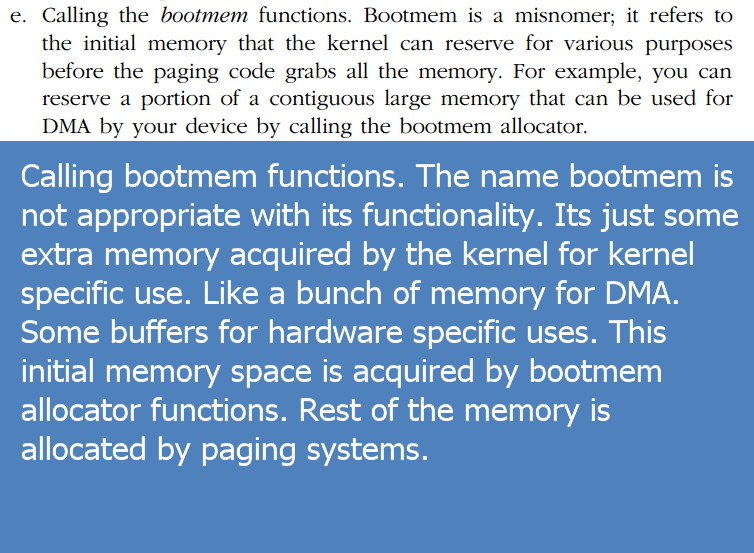 e. Calling the bootmem functions. Bootmem is a misnomer; it refers to
the initial memory that the kernel can reserve for various purposes
before the paging code grabs all the memory. For example, you can
reserve a portion of a contiguous large memory that can be used for
DMA by your device by calling the bootmem allocator.
Calling bootmem functions. The name bootmem is
not appropriate with its functionality. Its just some
extra memory acquired by the kernel for kernel
specific use. Like a bunch of memory for DMA.
Some buffers for hardware specific uses. This
initial memory space is acquired by bootmem
allocator functions. Rest of the memory is
allocated by paging systems.